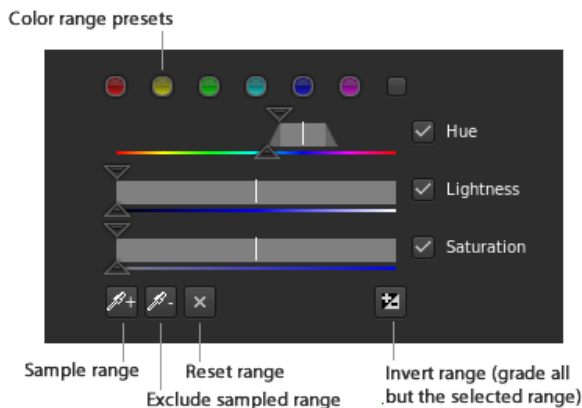 Color range presets
Hue
Lightness
Saturation
Sample range
Reset range
Exclude sampled range
Invert range (grade all
.but the selected range)